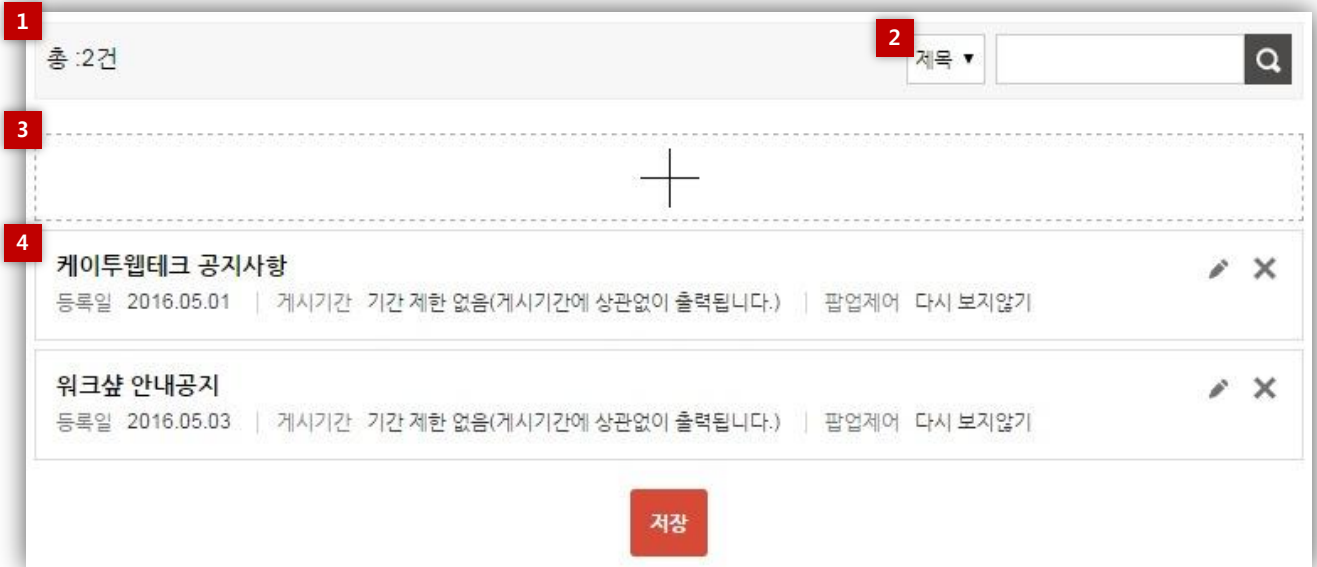 1
총 :2건
2
제목 ▼
3
4
케이투웹테크 공지사항
등록일 2016.05.01 | 게시기간 기간 제한 없음(게시기간에 상관없이 출력됩니다.) | 팝업제어 다시 보지않기
워크샾 안내공지
등록일 2016.05.03 | 게시기간 기간 제한 없음(게시기간에 상관없이 출력됩니다.) | 팝업제어 다시 보지않기
저장